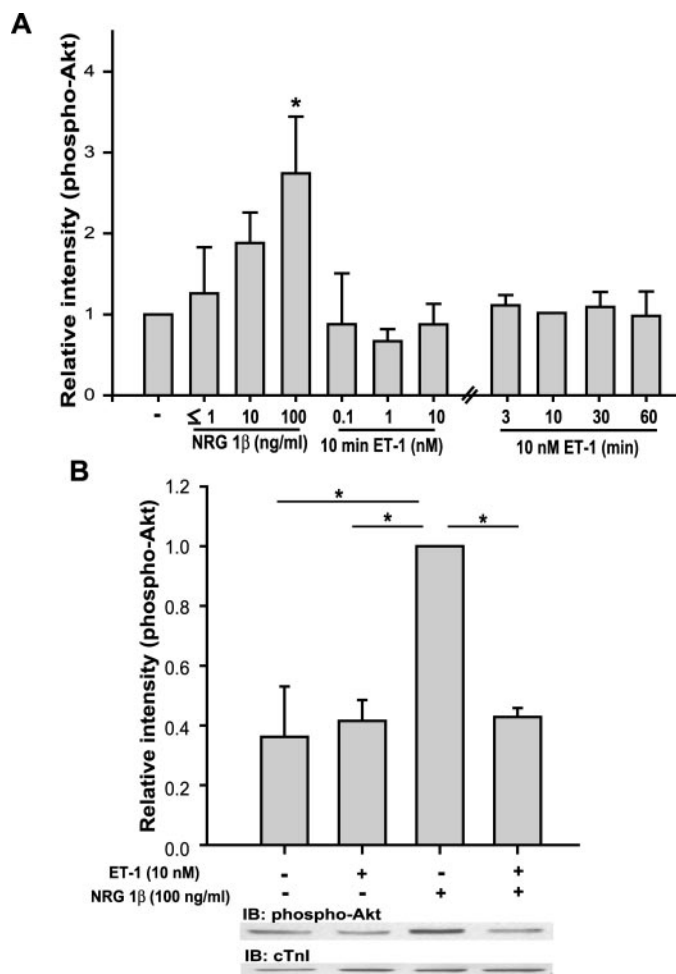 A
Relative intensity (phospho-Akt)
4
3
2
1
0
*
- ≤ 1 10 100 0.1 1 10 3 10 30 60
NRG 1β (ng/ml) 10 min ET-1 (nM) 10 nM ET-1 (min)
B
Relative intensity (phospho-Akt)
1.2
1.0
0.8
0.6
0.4
0.2
0.0
*
* *
ET-1 (10 nM) - + - +
NRG 1β (100 ng/ml) - - + +
IB: phospho-Akt
IB: cTnI